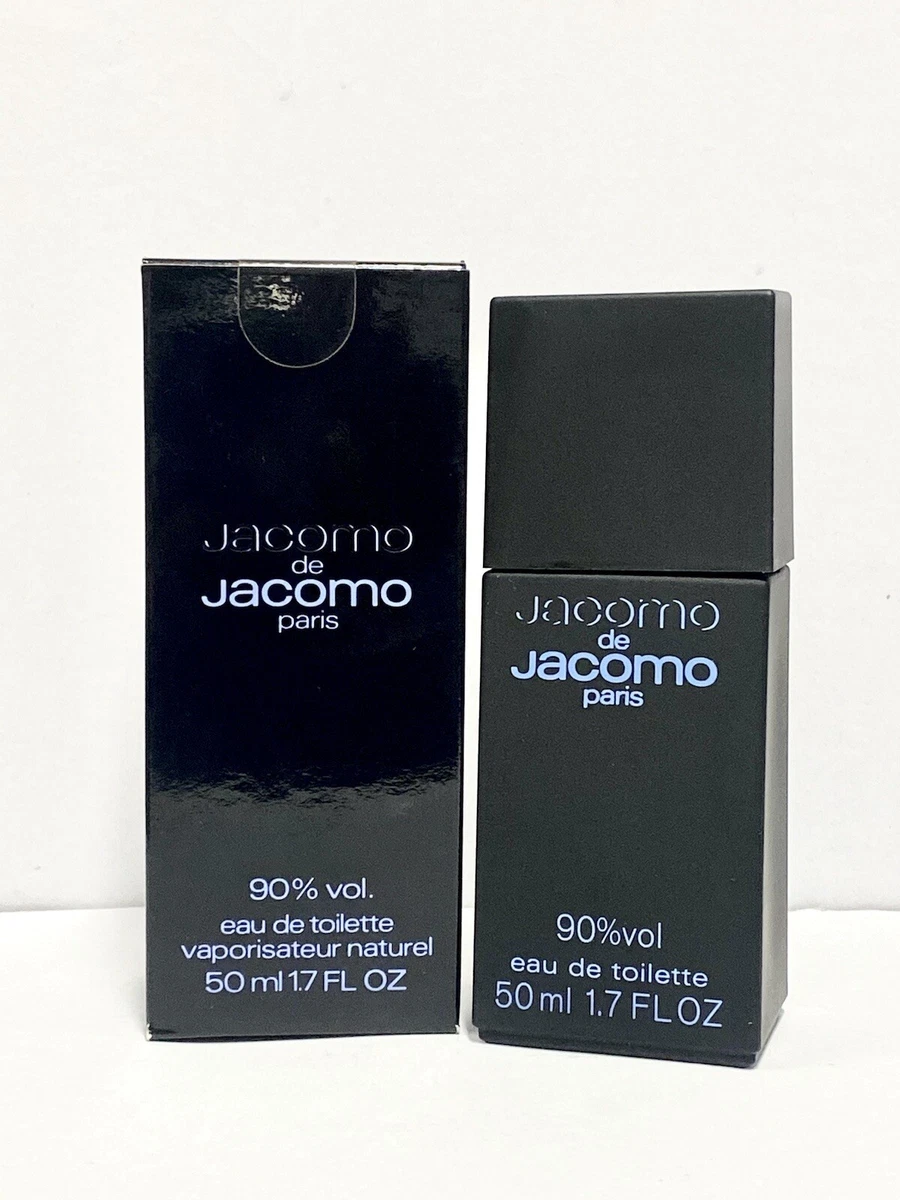 Jacomo
de
Jacomo
paris
90% vol.
eau de toilette
vaporisateur naturel
50 ml 1.7 FL OZ
Jacomo
de
Jacomo
paris
90%vol
eau de toilette
50 ml 1.7 FL OZ